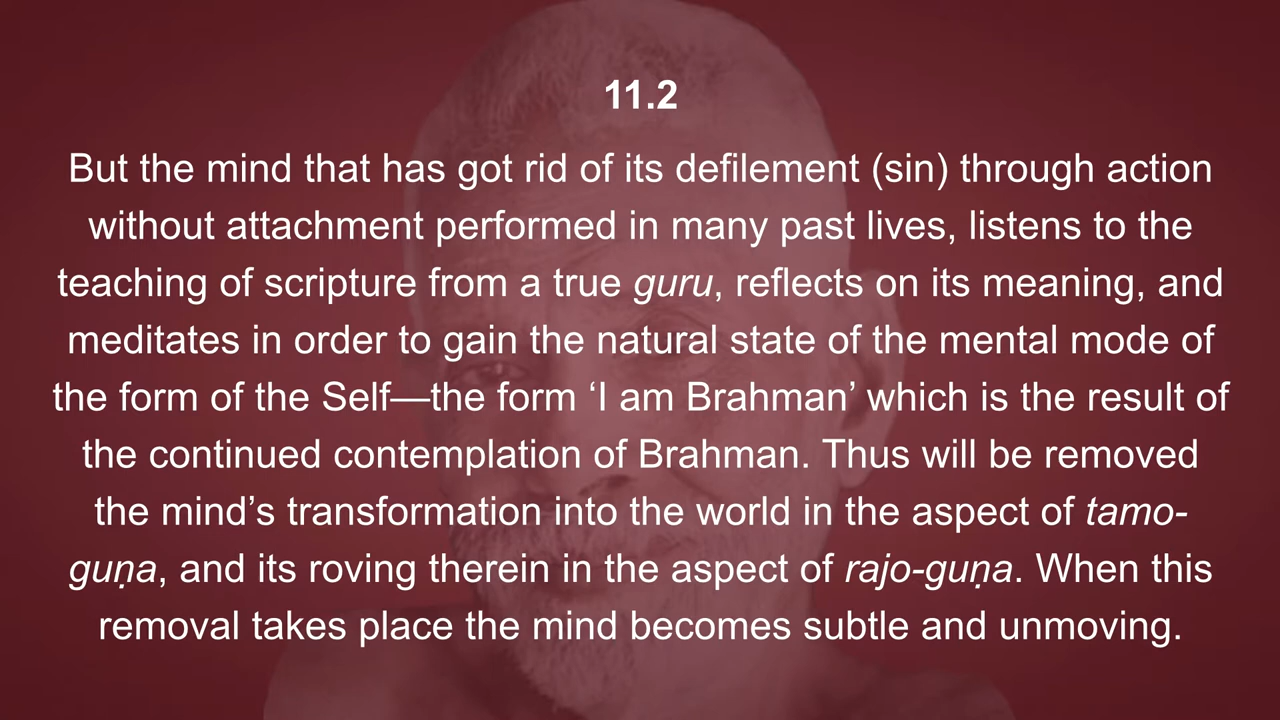 11.2
But the mind that has got rid of its defilement (sin) through action
without attachment performed in many past lives, listens to the
teaching of scripture from a true guru, reflects on its meaning, and
meditates in order to gain the natural state of the mental mode of
the form of the Self—the form ‘I am Brahman’ which is the result of
the continued contemplation of Brahman. Thus will be removed
the mind’s transformation into the world in the aspect of tamo-
guṇa, and its roving therein in the aspect of rajo-guṇa. When this
removal takes place the mind becomes subtle and unmoving.